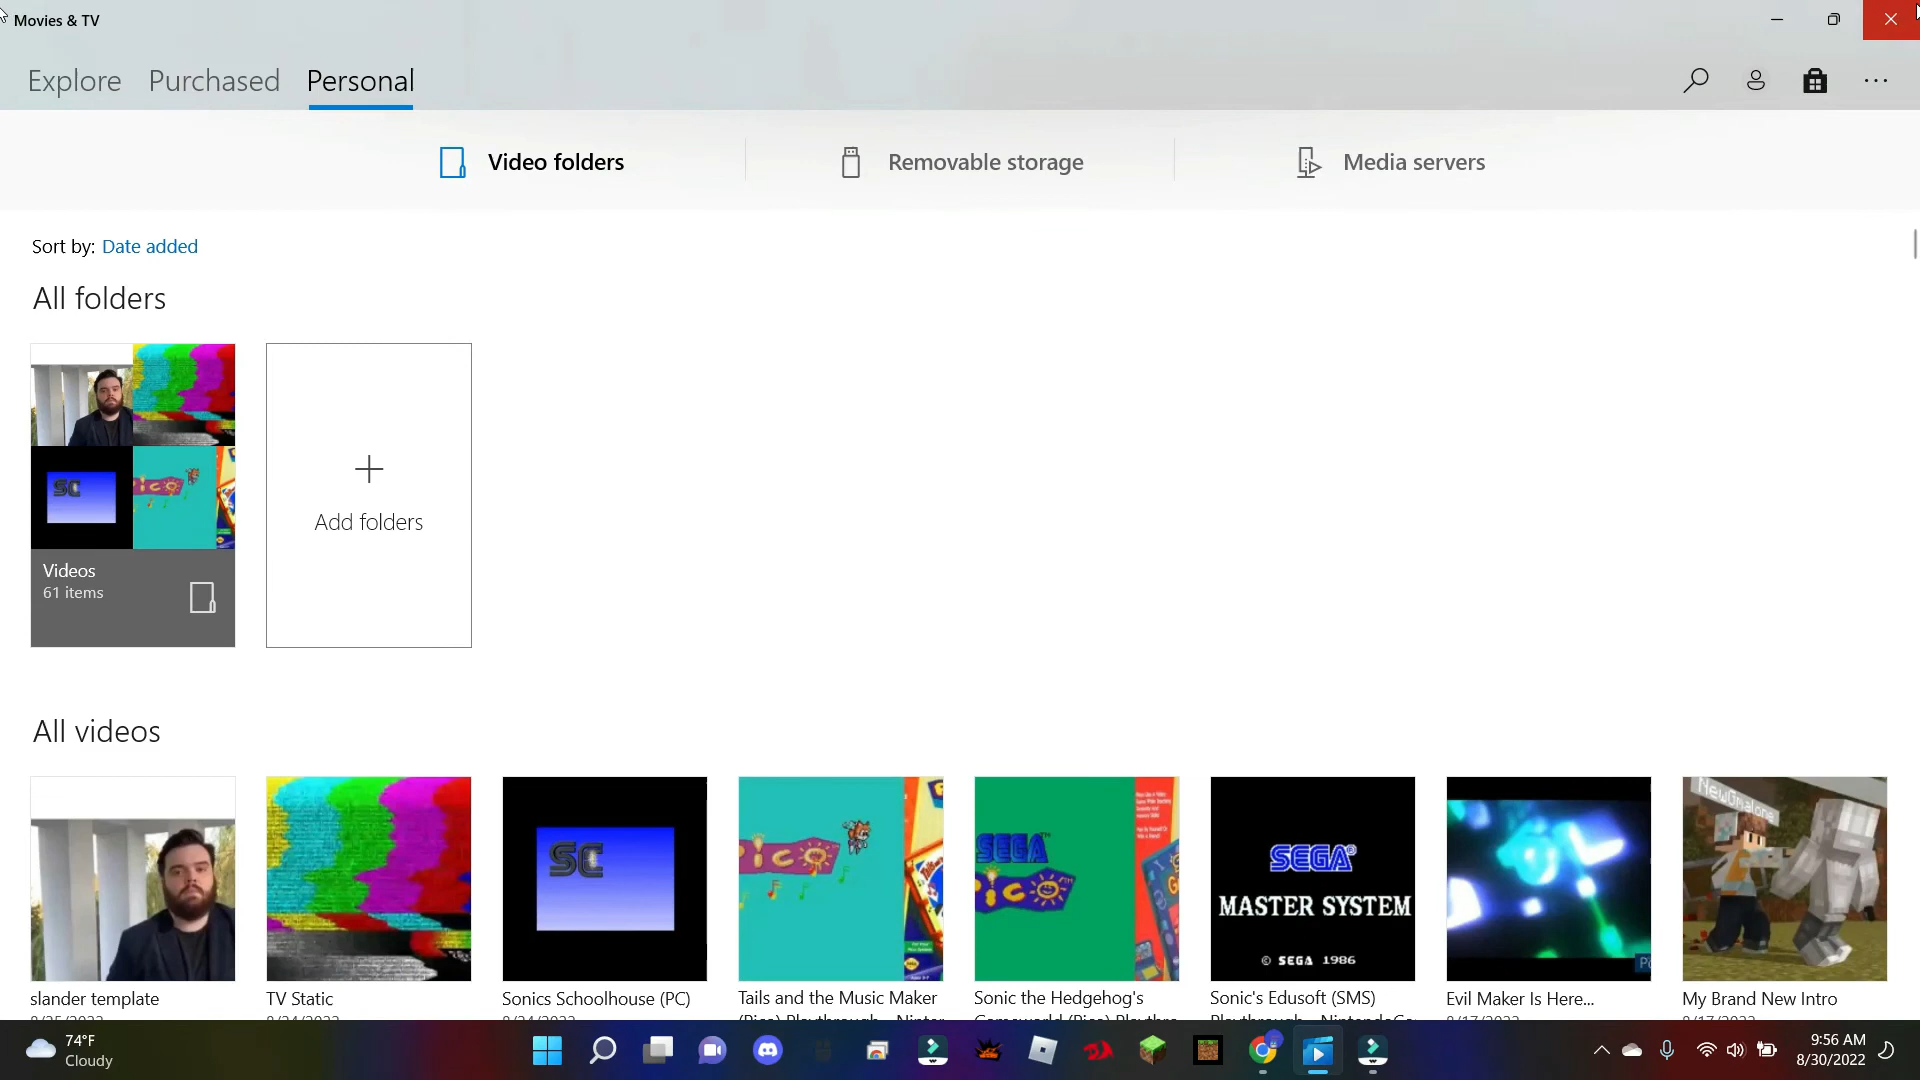 Movies & TV
Explore Purchased Personal
Video folders Removable storage Media servers
Sort by: Date added
All folders
Videos
61 items
Add folders
All videos
SC
SEGA
pico
SEGA®
MASTER SYSTEM
© SEGA 1986
slander template
TV Static
Sonics Schoolhouse (PC)
Tails and the Music Maker
Sonic the Hedgehog's
Sonic's Edusoft (SMS)
Evil Maker Is Here...
My Brand New Intro
74°F
Cloudy
9:56 AM
8/30/2022